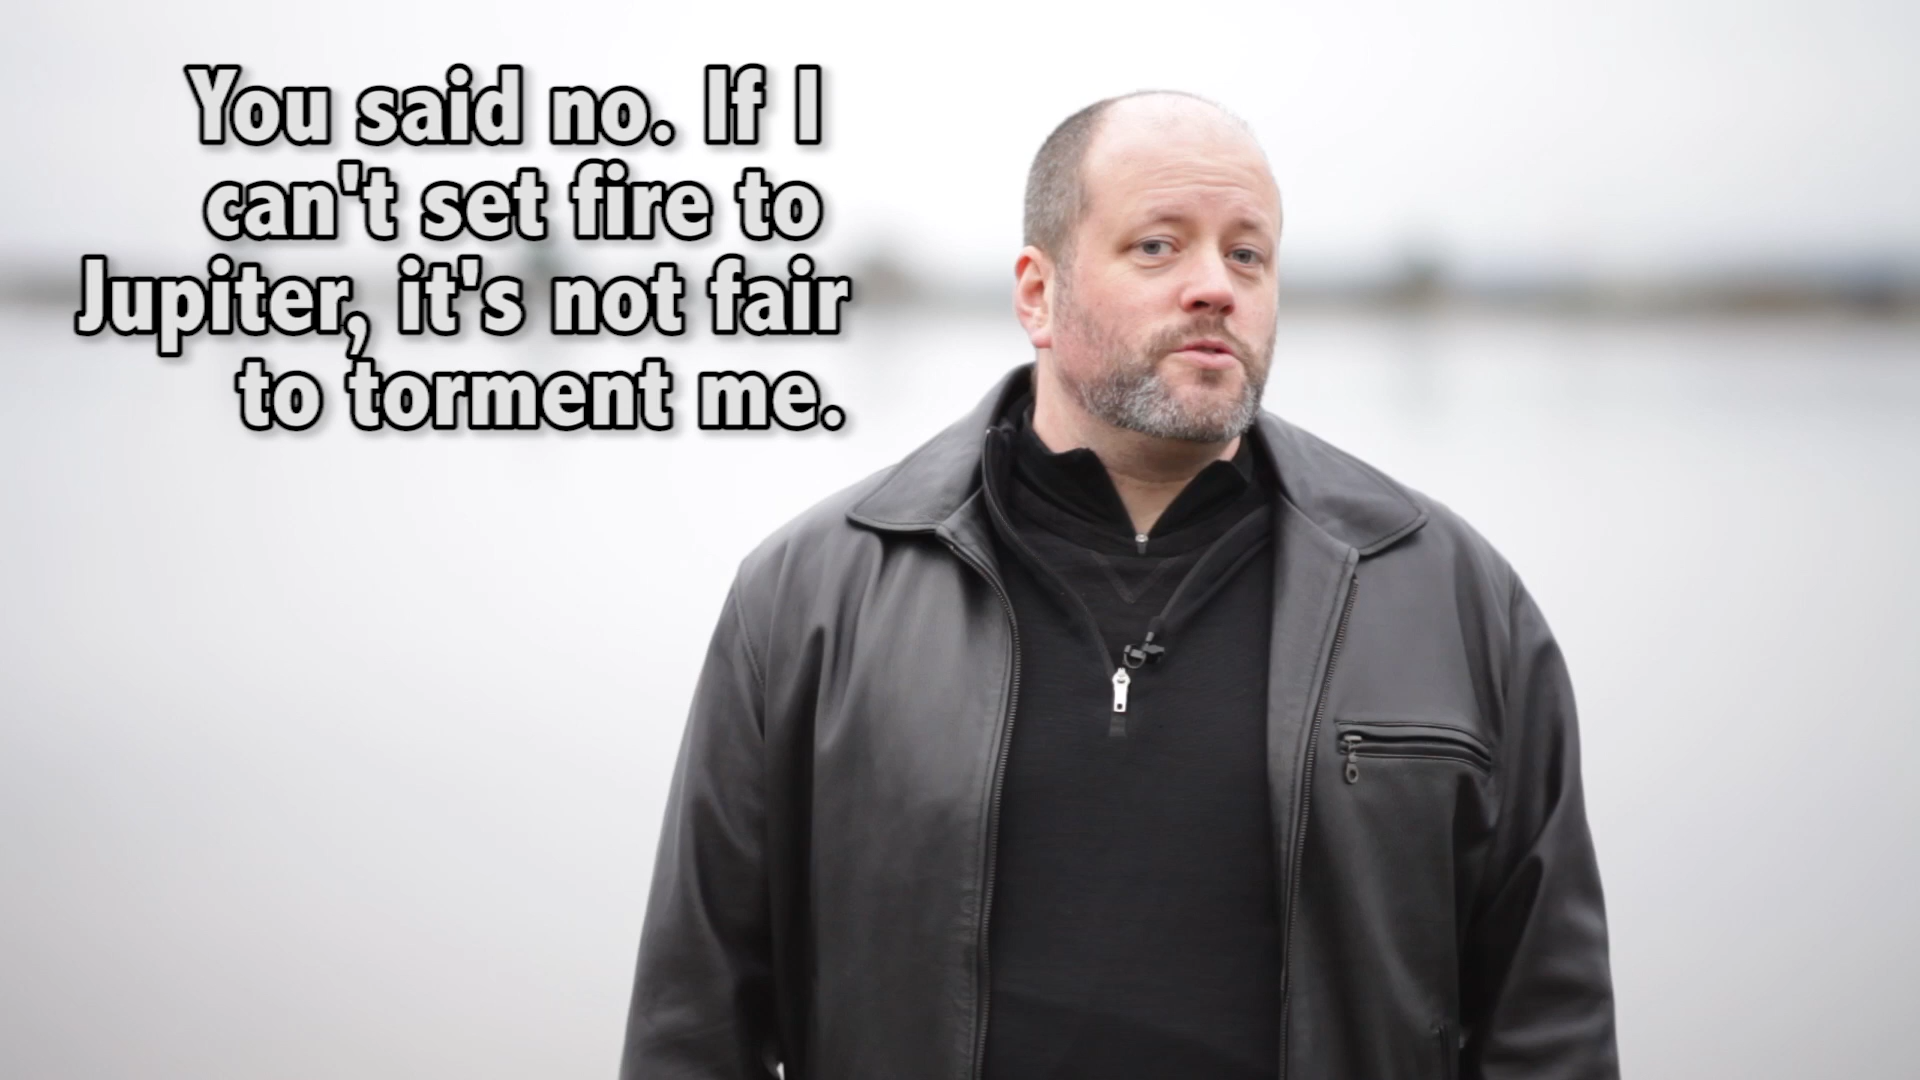 You said no. If I
can't set fire to
Jupiter, it's not fair
to torment me.